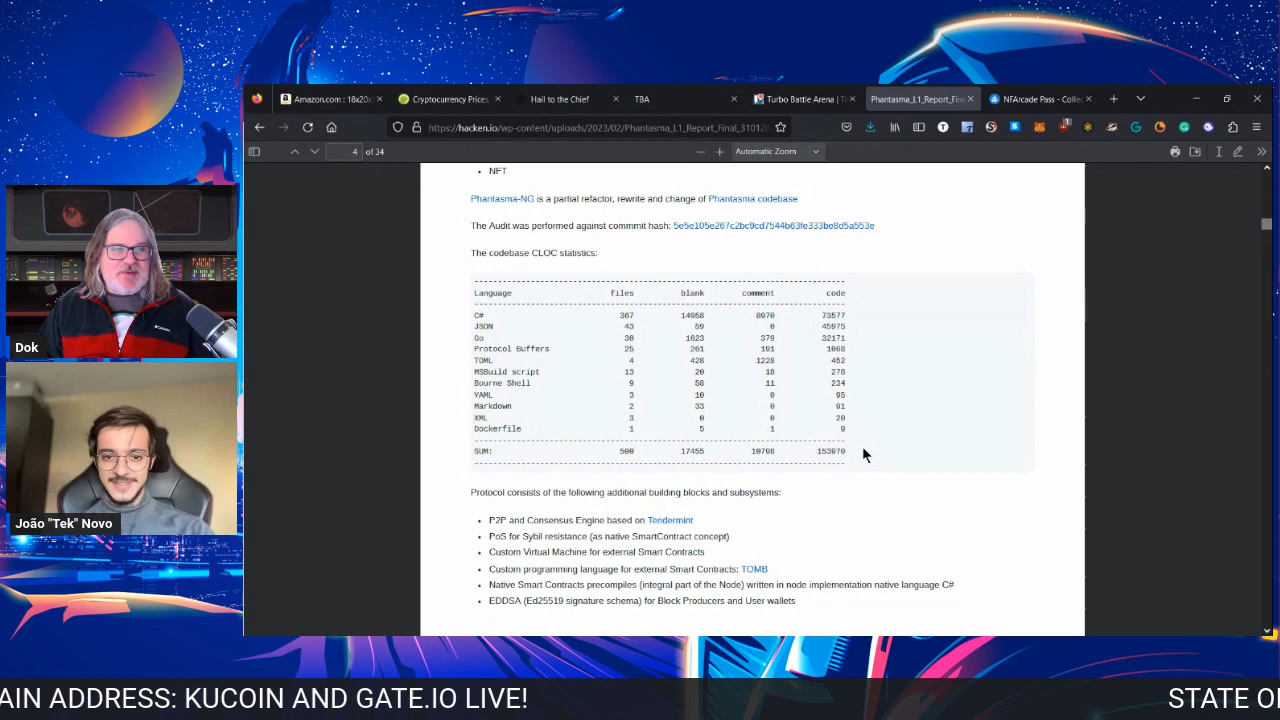 Amazon.com : 18x20x
Cryptocurrency Prices,
Hail to the Chief
TBA
Turbo Battle Arena | T
Phantasma_L1_Report_Fina
NFArcade Pass - Collec
https://hacken.io/wp-content/uploads/2023/02/Phantasma_L1_Report_Final_310120
4 of 34
Automatic Zoom
• NFT
Phantasma-NG is a partial refactor, rewrite and change of Phantasma codebase
The Audit was performed against commmit hash: 5e5e105e267c2bc9cd7544b63fe333be8d5a553e
The codebase CLOC statistics:
Language files blank comment code
C# 367 14958 8970 73577
JSON 43 59 0 45975
Go 30 1623 379 32171
Protocol Buffers 25 261 191 1068
TOML 4 428 1228 452
MSBuild script 13 20 18 278
Bourne Shell 9 58 11 234
YAML 3 10 0 95
Markdown 2 33 0 91
XML 3 0 0 20
Dockerfile 1 5 1 9
SUM: 500 17455 10798 153970
Protocol consists of the following additional building blocks and subsystems:
• P2P and Consensus Engine based on Tendermint
• PoS for Sybil resistance (as native SmartContract concept)
• Custom Virtual Machine for external Smart Contracts
• Custom programming language for external Smart Contracts: TOMB
• Native Smart Contracts precompiles (integral part of the Node) written in node implementation native language C#
• EDDSA (Ed25519 signature schema) for Block Producers and User wallets
Dok
João "Tek" Novo
AIN ADDRESS: KUCOIN AND GATE.IO LIVE! STATE O